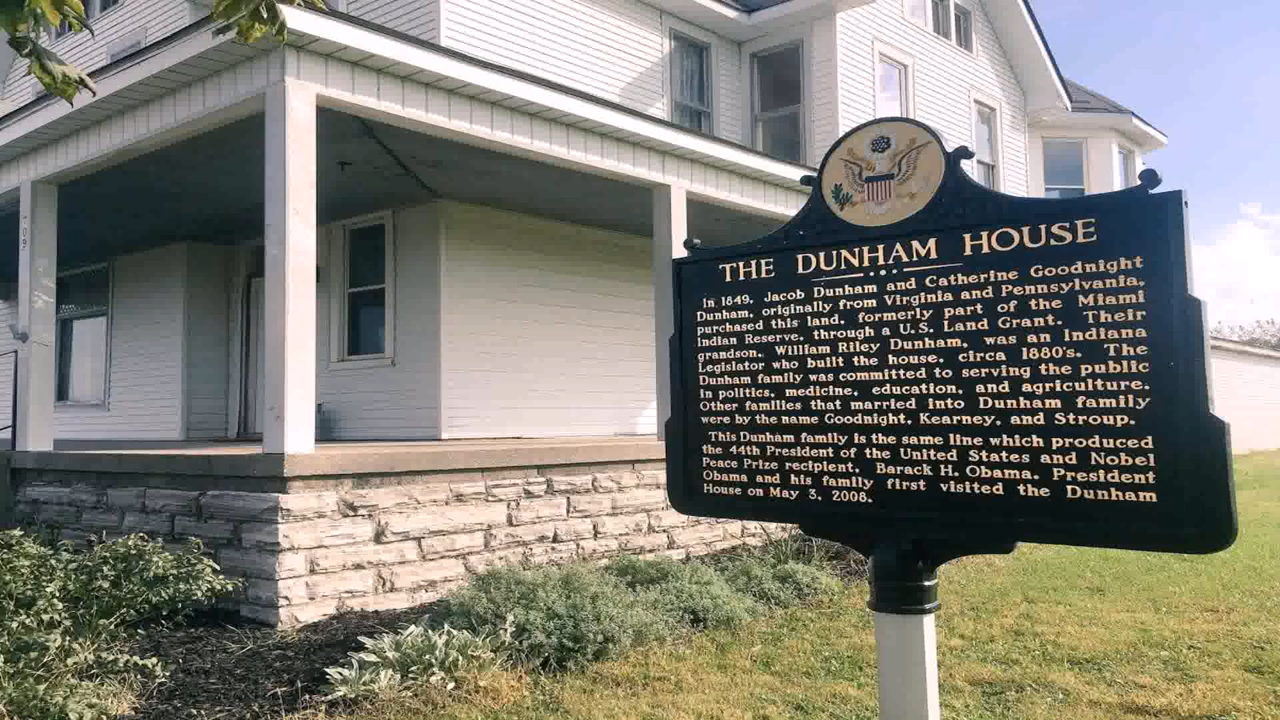 THE DUNHAM HOUSE
In 1849, Jacob Dunham and Catherine Goodnight
Dunham, originally from Virginia and Pennsylvania,
purchased this land, formerly part of the Miami
Indian Reserve, through a U.S. Land Grant. Their
grandson, William Riley Dunham, was an Indiana
Legislator who built the house, circa 1880's. The
Dunham family was committed to serving the public
in politics, medicine, education, and agriculture.
Other families that married into Dunham family
were by the name Goodnight, Kearney, and Stroup.
This Dunham family is the same line which produced
the 44th President of the United States and Nobel
Peace Prize recipient, Barack H. Obama. President
Obama and his family first visited the Dunham
House on May 3, 2008.